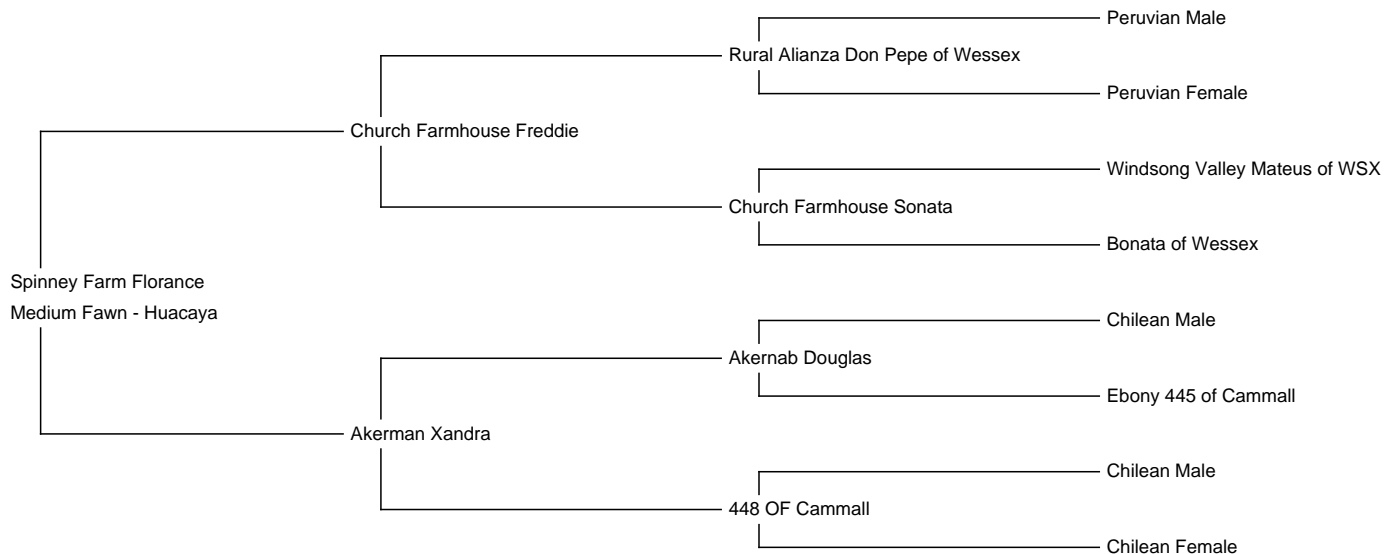 Peruvian Male
Rural Alianza Don Pepe of Wessex
Peruvian Female
Church Farmhouse Freddie
Windsong Valley Mateus of WSX
Church Farmhouse Sonata
Bonata of Wessex
Spinney Farm Florance
Medium Fawn - Huacaya
Chilean Male
Akernab Douglas
Ebony 445 of Cammall
Akerman Xandra
Chilean Male
448 OF Cammall
Chilean Female